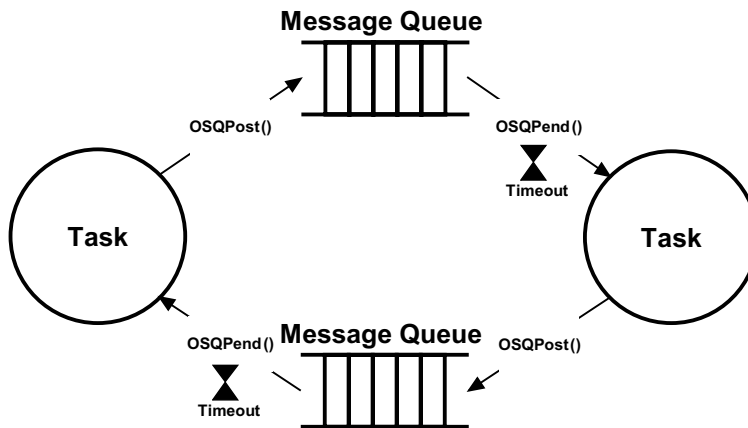 Message Queue
OSQPost()
OSQPend()
Timeout
Task
Task
Message Queue
OSQPend()
OSQPost()
Timeout